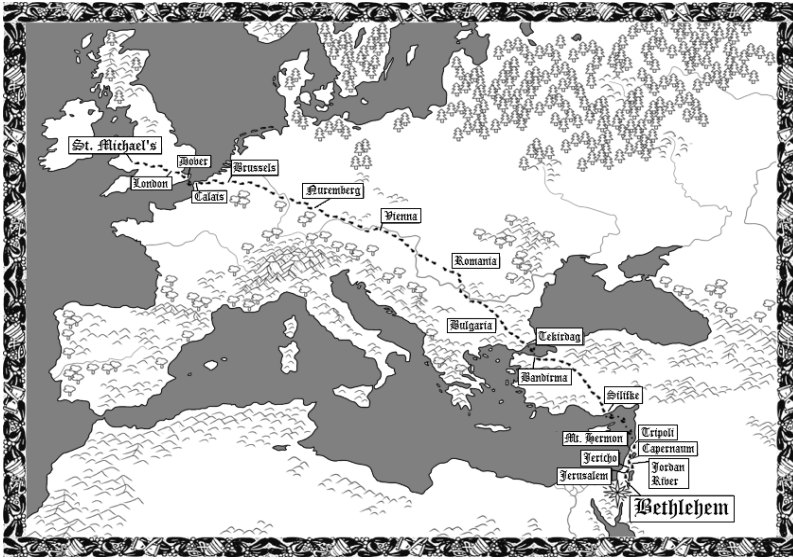 St. Michael's
Dover
London
Calais
Brussels
Nuremberg
Vienna
Romania
Bulgaria
Tekirdag
Bandirma
Silifke
Mt. Hermon
Tripoli
Capernaum
Jericho
Jerusalem
Jordan
River
Bethlehem